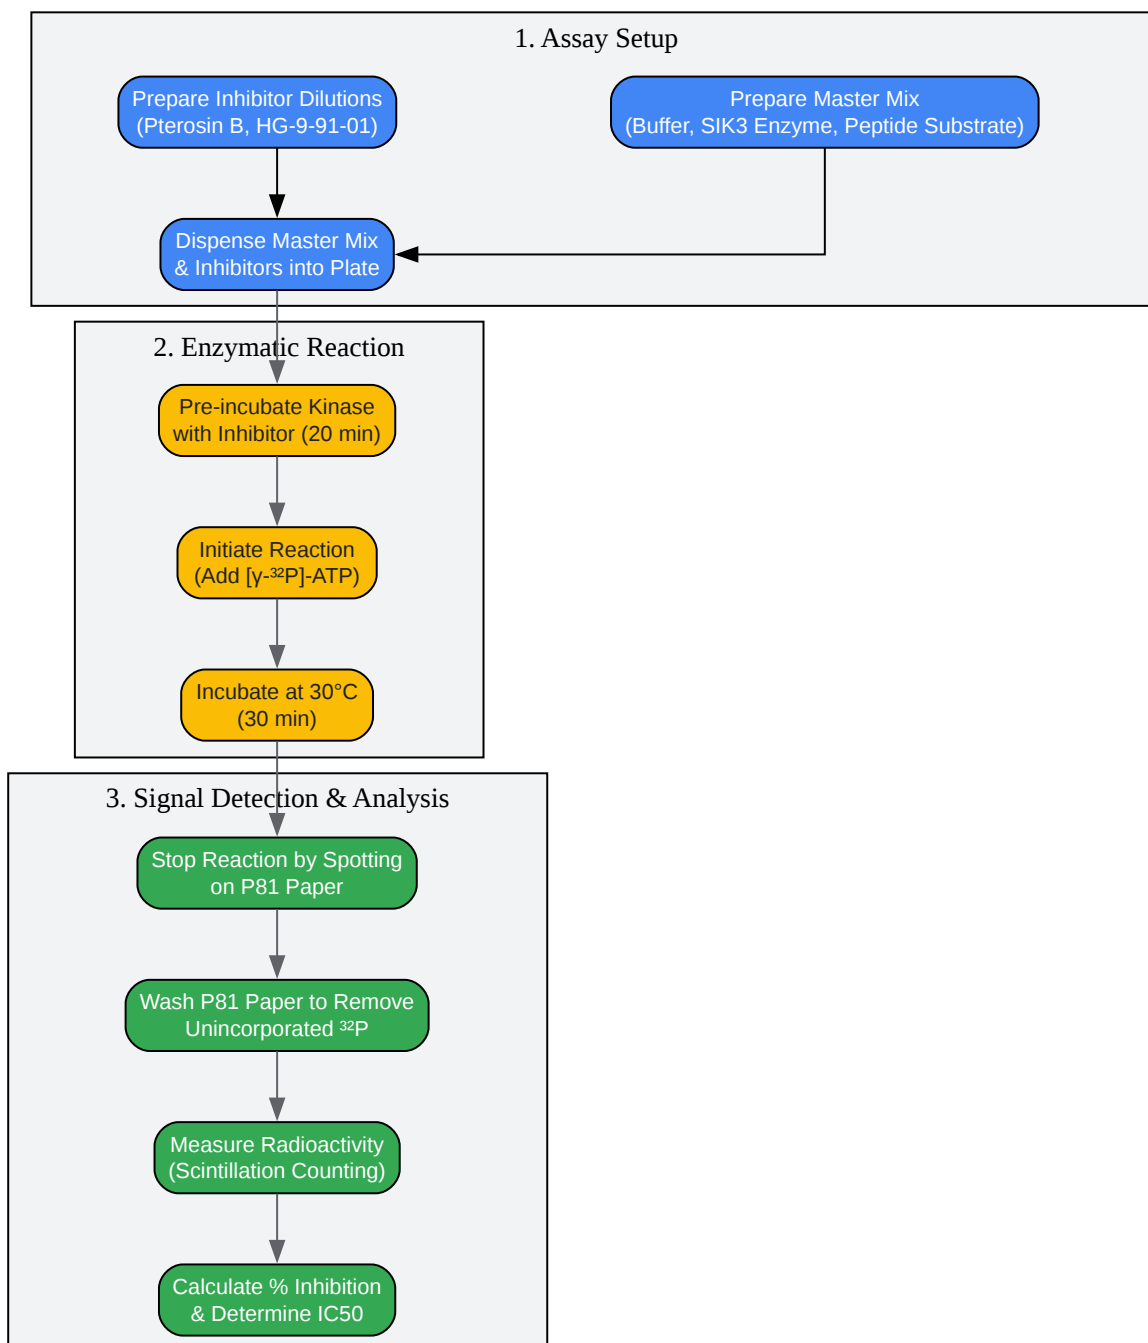 1. Assay Setup
Prepare Inhibitor Dilutions
(Pterosin B, HG-9-91-01)
Prepare Master Mix
(Buffer, SIK3 Enzyme, Peptide Substrate)
Dispense Master Mix
& Inhibitors into Plate
2. Enzymatic Reaction
Pre-incubate Kinase
with Inhibitor (20 min)
Initiate Reaction
(Add [γ-³²P]-ATP)
Incubate at 30°C
(30 min)
3. Signal Detection & Analysis
Stop Reaction by Spotting
on P81 Paper
Wash P81 Paper to Remove
Unincorporated ³²P
Measure Radioactivity
(Scintillation Counting)
Calculate % Inhibition
& Determine IC50